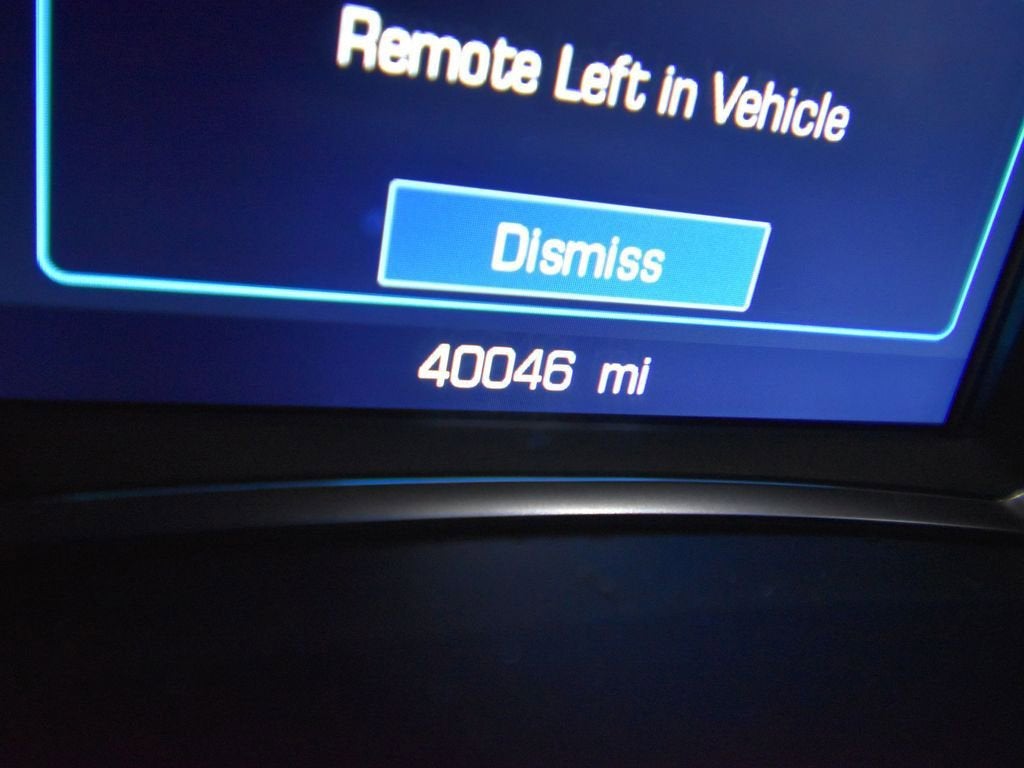 Remote Left in Vehicle
Dismiss
40046 mi